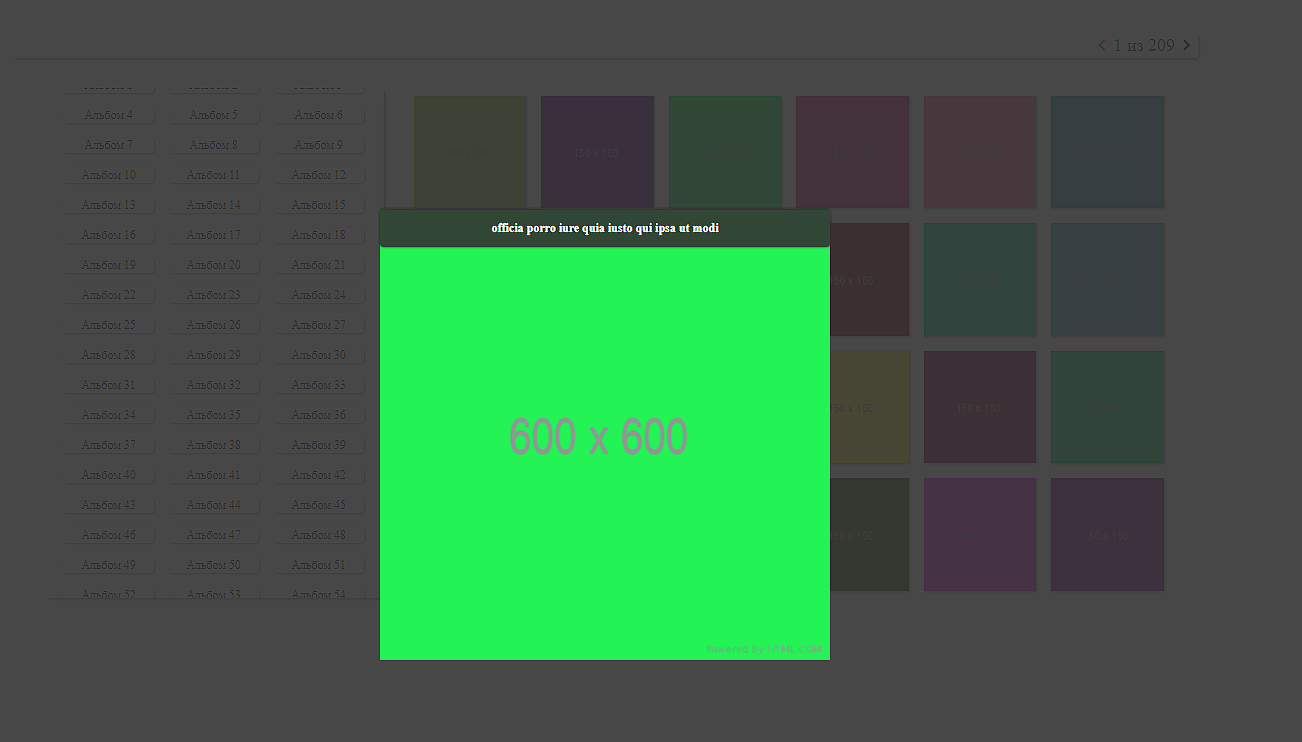 1 из 209
Альбом 4 Альбом 5 Альбом 6
Альбом 7 Альбом 8 Альбом 9
Альбом 10 Альбом 11 Альбом 12
Альбом 13 Альбом 14 Альбом 15
Альбом 16 Альбом 17 Альбом 18
Альбом 19 Альбом 20 Альбом 21
Альбом 22 Альбом 23 Альбом 24
Альбом 25 Альбом 26 Альбом 27
Альбом 28 Альбом 29 Альбом 30
Альбом 31 Альбом 32 Альбом 33
Альбом 34 Альбом 35 Альбом 36
Альбом 37 Альбом 38 Альбом 39
Альбом 40 Альбом 41 Альбом 42
Альбом 43 Альбом 44 Альбом 45
Альбом 46 Альбом 47 Альбом 48
Альбом 49 Альбом 50 Альбом 51
Альбом 52 Альбом 53 Альбом 54
150 x 150 150 x 150
officia porro iure quia iusto qui ipsa ut modi
600 x 600
Powered by HTML.COM
150 x 150
150 x 150 150 x 150
150 x 150 150 x 150